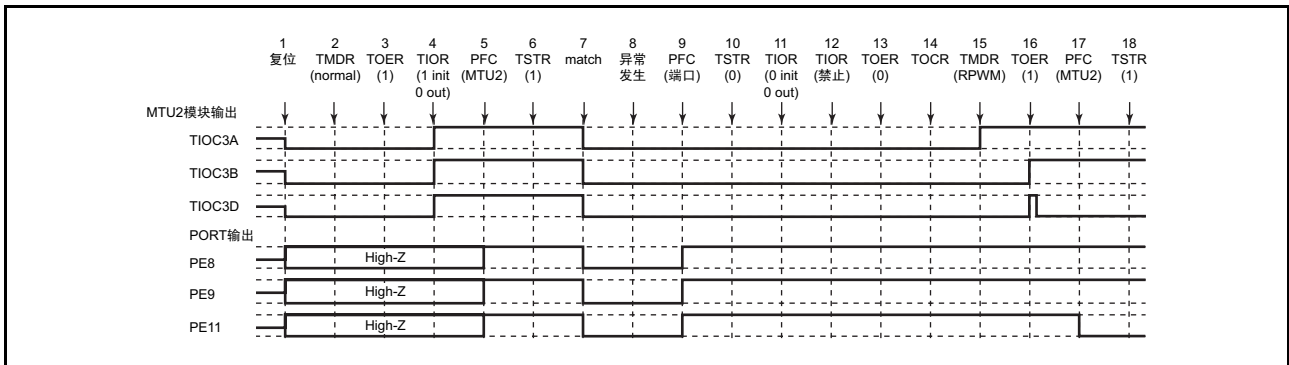 1 2 3 4 5 6 7 8 9 10 11 12 13 14 15 16 17 18
复位 TMDR TOER TIOR PFC TSTR match 异常 PFC TSTR TIOR TIOR TOER TOCR TMDR TOER PFC TSTR
(normal) (1) (1 init (MTU2) (1) 发生 (端口) (0) (0 init (禁止) (0) (RPWM) (1) (MTU2) (1)
0 out) 0 out)
MTU2模块输出
TIOC3A
TIOC3B
TIOC3D
PORT输出
PE8 High-Z
PE9 High-Z
PE11 High-Z